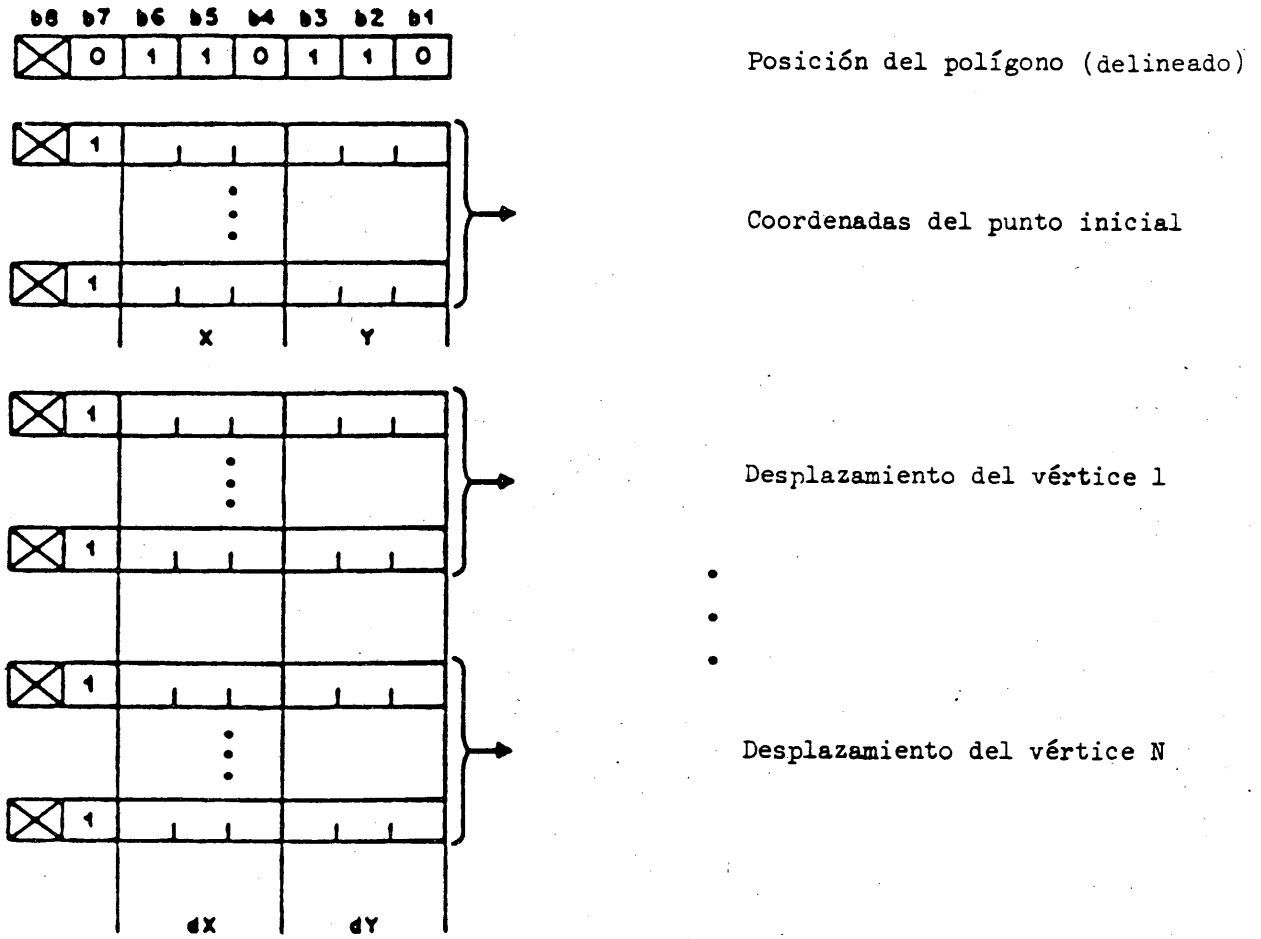 b8 b7 b6 b5 b4 b3 b2 b1
0 1 1 0 1 1 0 Posición del polígono (delineado)
1
Coordenadas del punto inicial
1
X Y
1
Desplazamiento del vértice 1
1
1
Desplazamiento del vértice N
1
dX dY